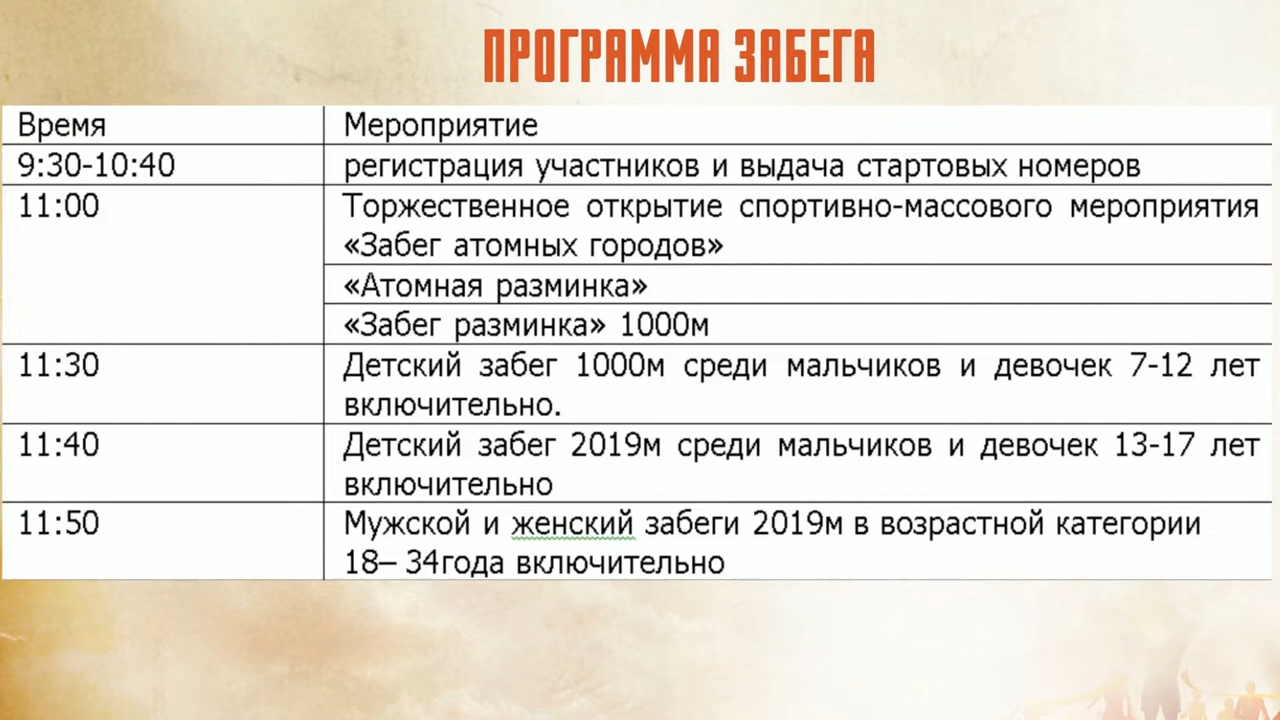 ПРОГРАММА ЗАБЕГА
Время Мероприятие
9:30-10:40 регистрация участников и выдача стартовых номеров
11:00 Торжественное открытие спортивно-массового мероприятия
«Забег атомных городов»
«Атомная разминка»
«Забег разминка» 1000м
11:30 Детский забег 1000м среди мальчиков и девочек 7-12 лет
включительно.
11:40 Детский забег 2019м среди мальчиков и девочек 13-17 лет
включительно
11:50 Мужской и женский забеги 2019м в возрастной категории
18– 34года включительно